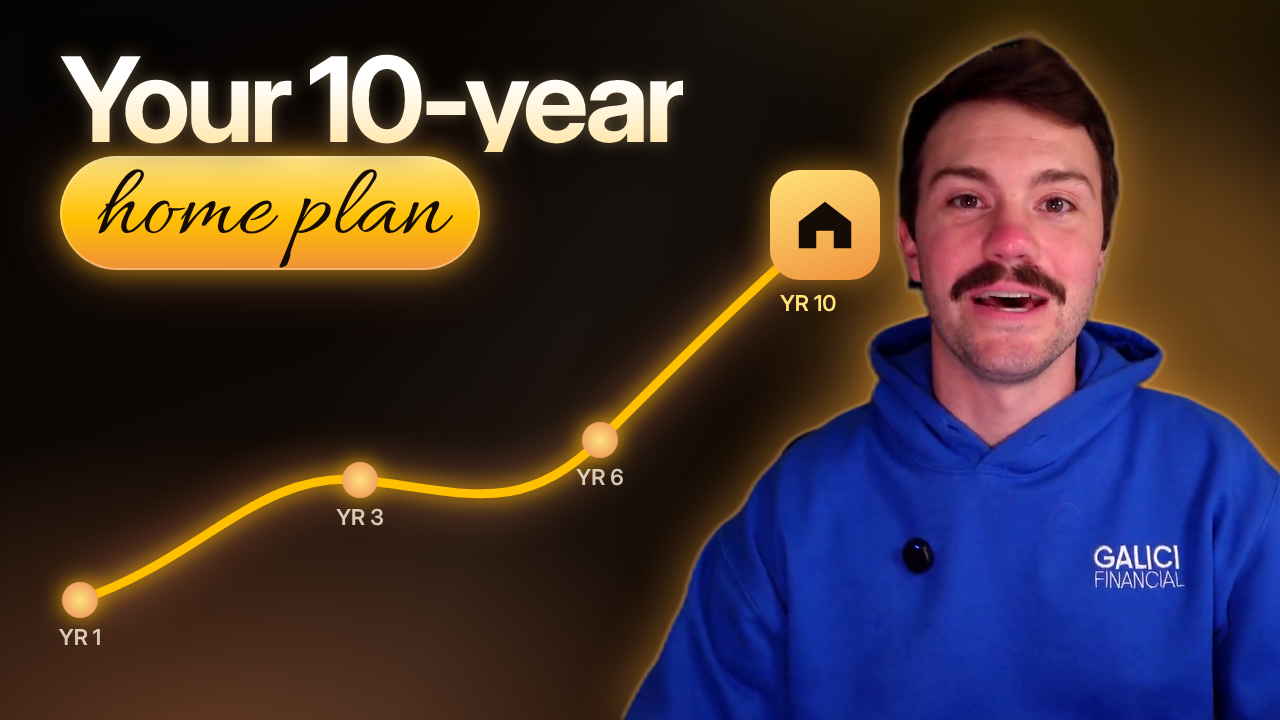 Your 10-year
home plan
YR 10
YR 6
YR 3
YR 1
GALICI
FINANCIAL